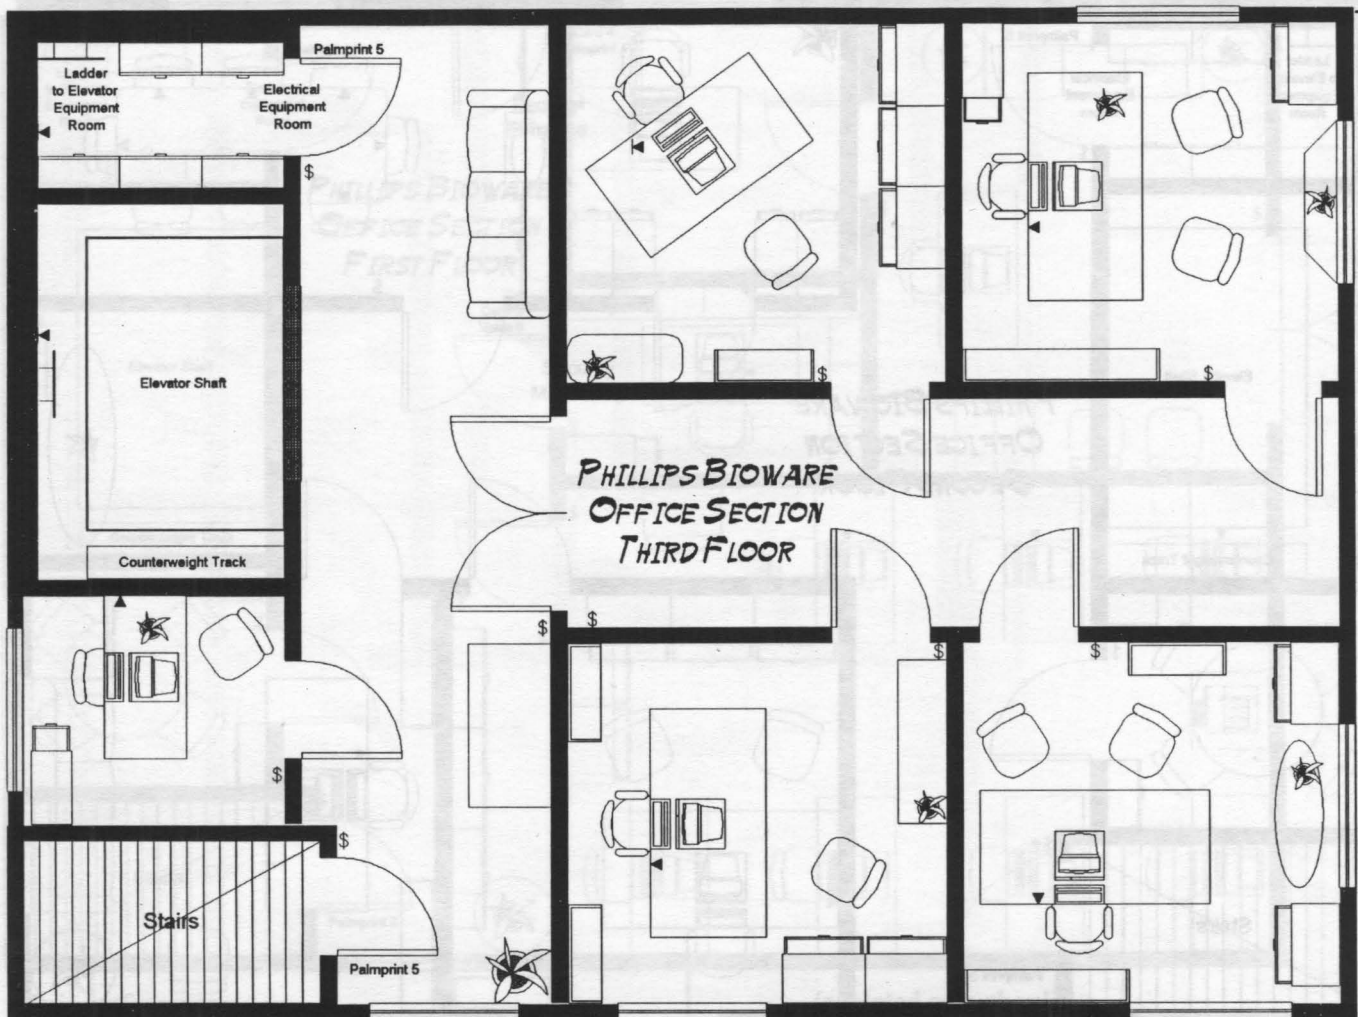 Palmprint 5
Ladder
to Elevator
Equipment
Room
Electrical
Equipment
Room
$
Elevator Shaft
$
$
PHILLIPS BIOWARE
OFFICE SECTION
THIRD FLOOR
Counterweight Track
$
$
$
$
$
$
Stairs
Palmprint 5